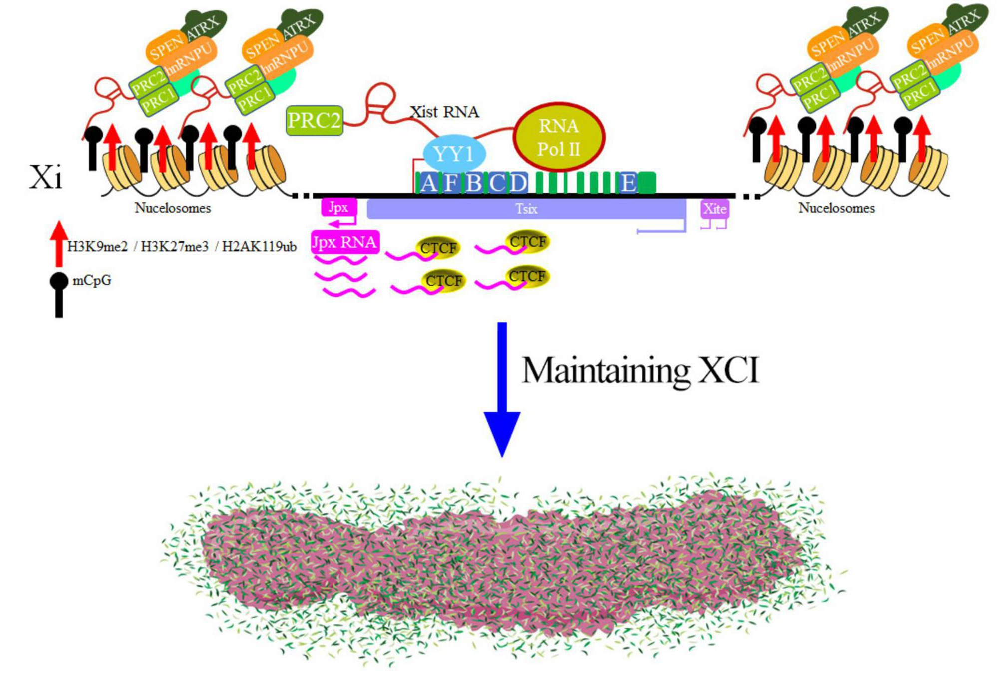 ATRX
SPEN
hnRNPU
PRC2
PRC1
ATRX
SPEN
hnRNPU
PRC2
PRC1
ATRX
SPEN
hnRNPU
PRC2
PRC1
ATRX
SPEN
hnRNPU
PRC2
PRC1
PRC2
Xist RNA
RNA
Pol II
YY1
Xi
A F B C D E
Nucelosomes
Jpx
Tsix
Xite
Nucelosomes
H3K9me2 / H3K27me3 / H2AK119ub
Jpx RNA
CTCF
CTCF
mCpG
CTCF
CTCF
Maintaining XCI